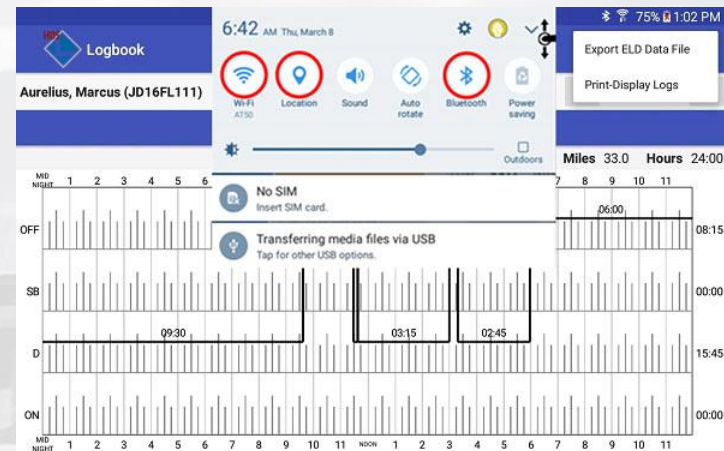 HOS
Logbook
75% 1:02 PM
Export ELD Data File
Print-Display Logs
Aurelius, Marcus (JD16FL111)
6:42 AM Thu, March 8
Wi-Fi Location Sound Auto rotate Bluetooth Power saving
AT50
Outdoors
No SIM
Insert SIM card.
Transferring media files via USB
Tap for other USB options.
Miles 33.0 Hours 24:00
MID NIGHT 1 2 3 4 5 6 7 8 9 10 11
OFF 06:00 08:15
SB 00:00
D 09:30 03:15 02:45 15:45
ON 00:00
MID NIGHT 1 2 3 4 5 6 7 8 9 10 11 NOON 1 2 3 4 5 6 7 8 9 10 11